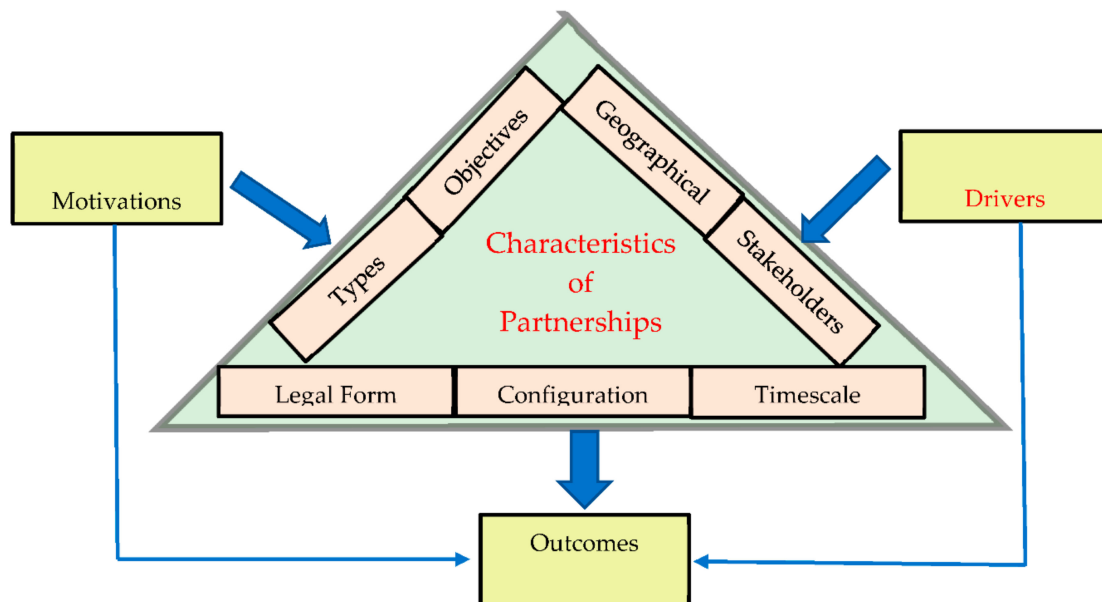 Objectives
Geographical
Motivations
Drivers
Types
Stakeholders
Characteristics
of
Partnerships
Legal Form
Configuration
Timescale
Outcomes